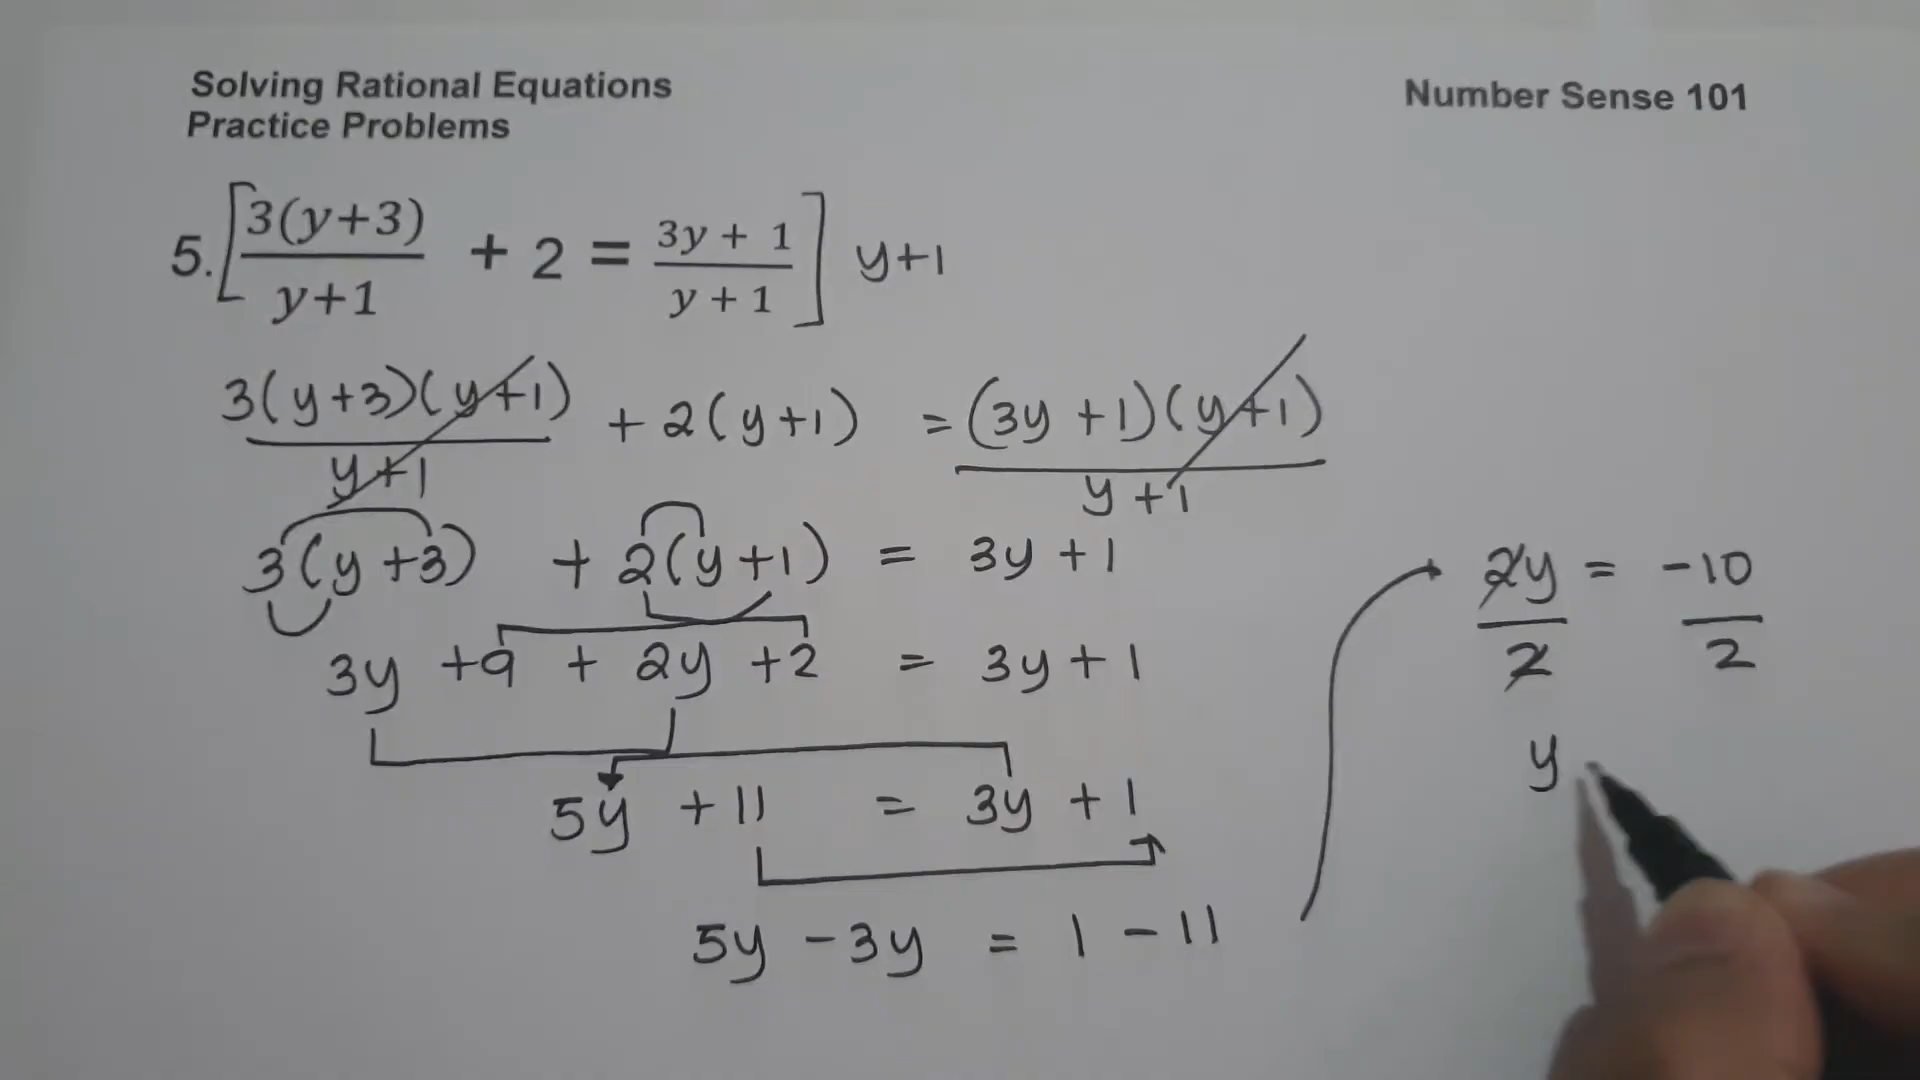 Solving Rational Equations
Practice Problems
Number Sense 101
5. [3(y+3)/y+1 + 2 = 3y + 1/y + 1] y+1
3(y+3)(y+1)/y+1 + 2(y+1) = (3y+1)(y+1)/y+1
3(y+3) + 2(y+1) = 3y+1
3y +9 + 2y +2 = 3y+1
5y +11 = 3y +1
5y -3y = 1 - 11
2y/2 = -10/2
y